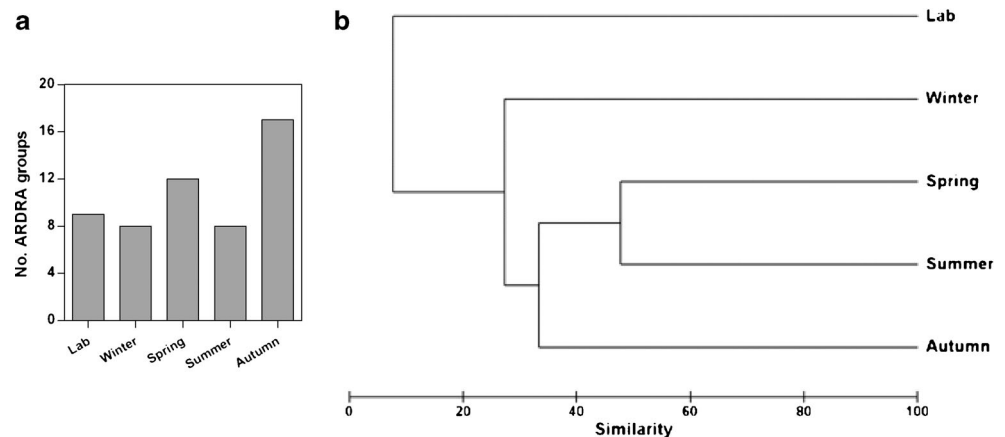 a
20
16
12
8
4
0
No. ARDRA groups
Lab
Winter
Spring
Summer
Autumn
b
Lab
Winter
Spring
Summer
Autumn
0 20 40 60 80 100
Similarity